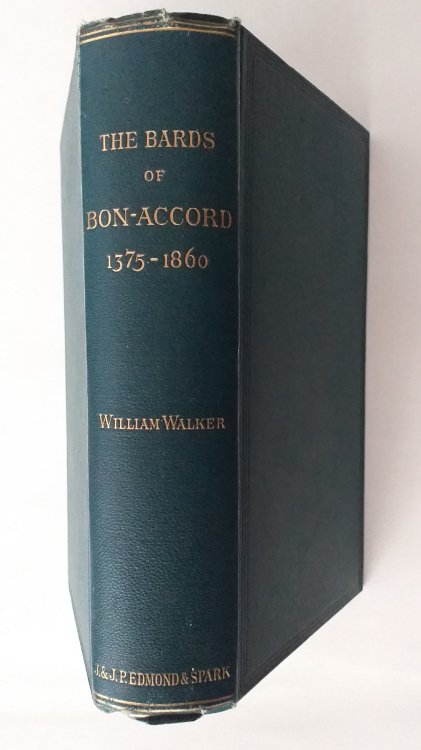 THE BARDS
OF
BON-ACCORD
1375-1860
WILLIAM WALKER
J. & J. P. EDMOND & SPARK